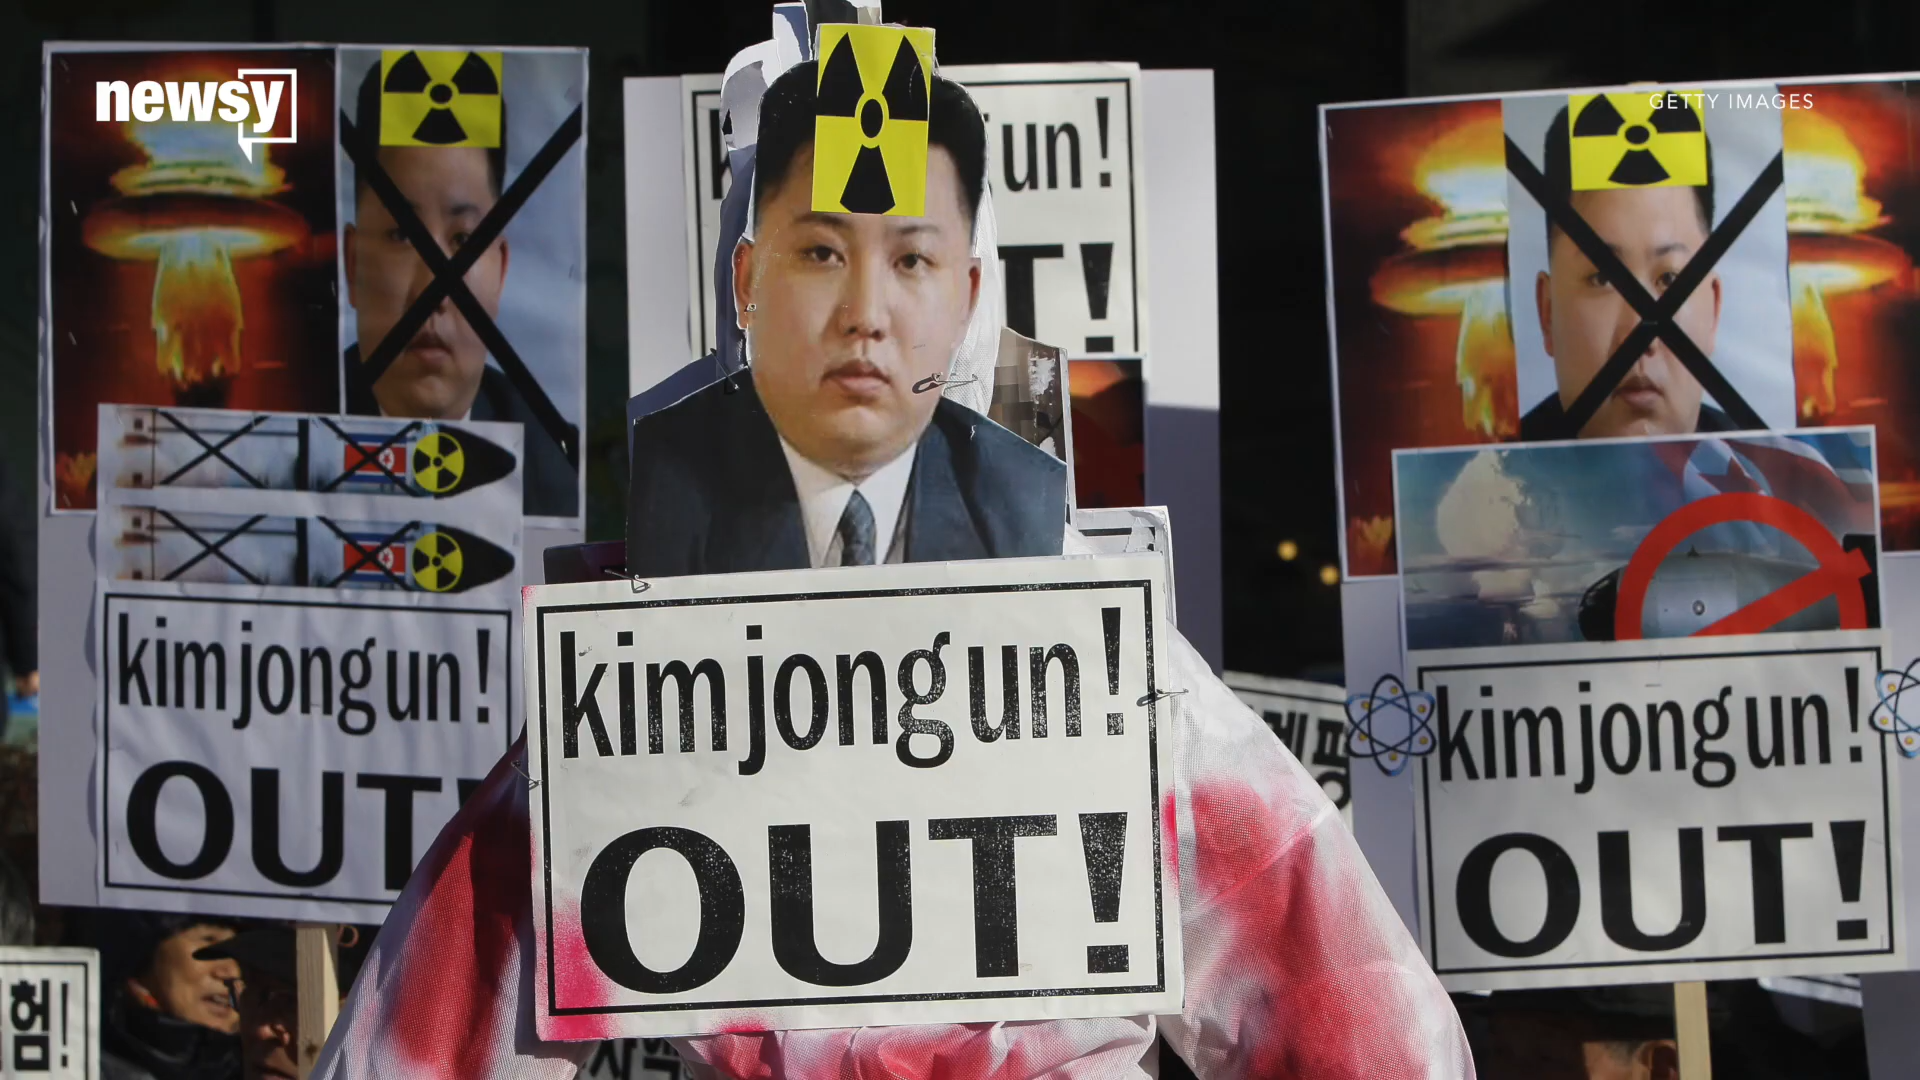 newsy
GETTY IMAGES
un!
T!
kim jong un!
OUT!
kim jong un!
OUT!
kim jong un!
OUT!
험!